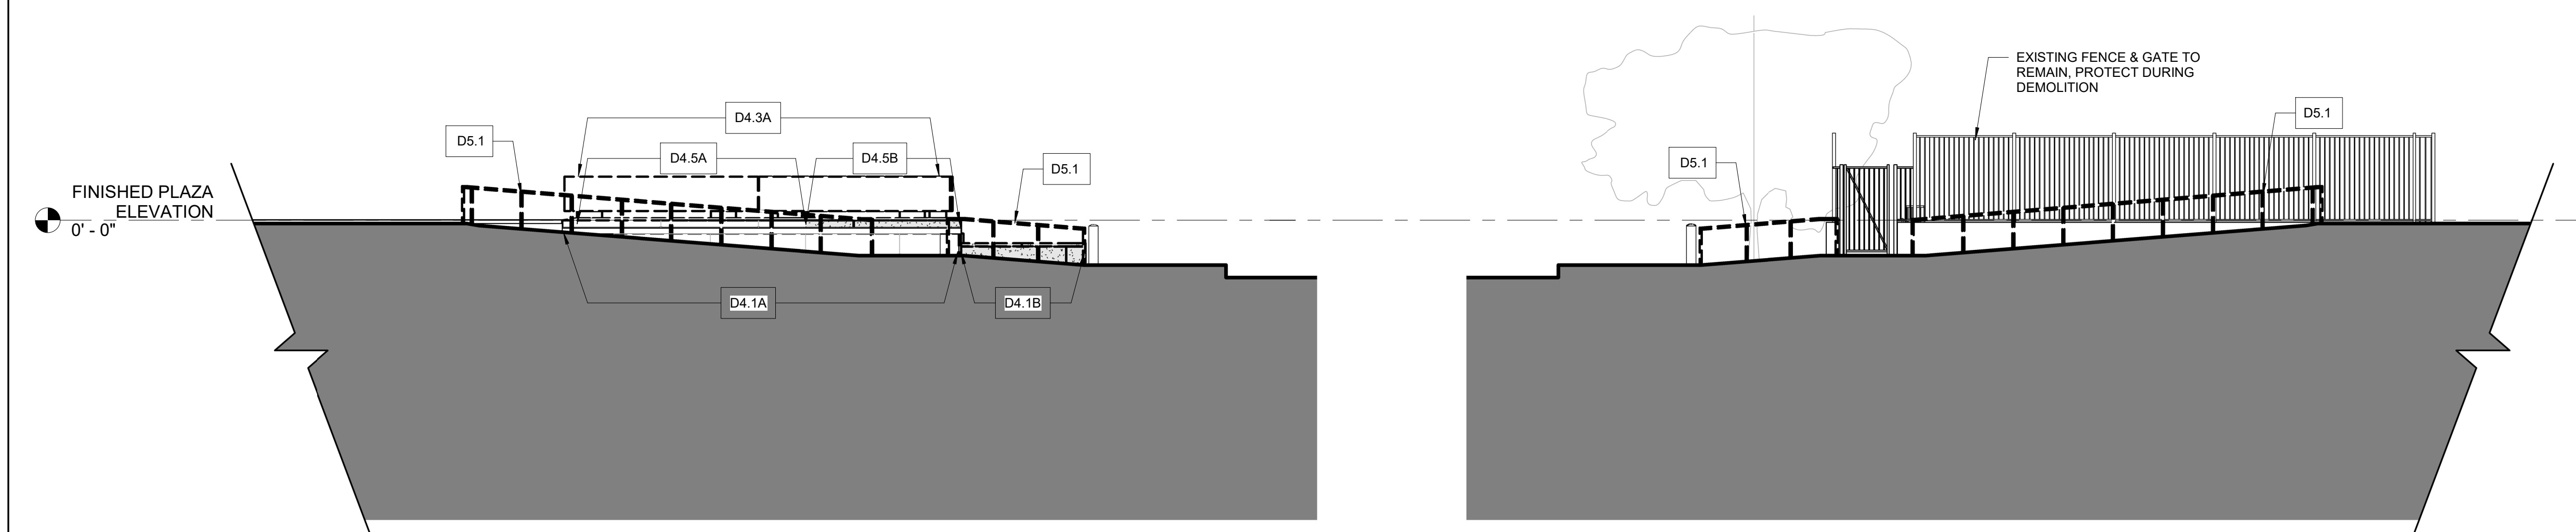 EXISTING FENCE & GATE TO
REMAIN, PROTECT DURING
DEMOLITION
D4.3A
D5.1
D5.1
D4.5A
D4.5B
D5.1
D5.1
FINISHED PLAZA
ELEVATION
0' - 0"
D4.1A
D4.1B